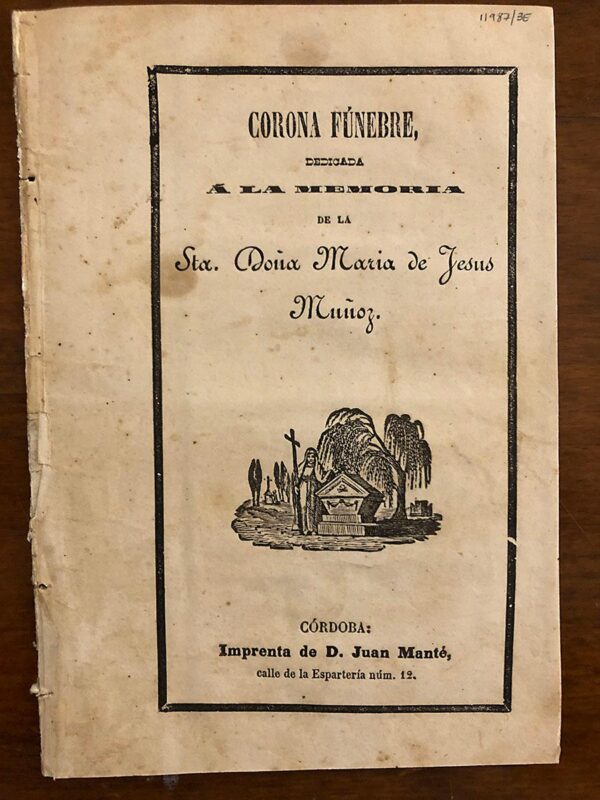 11987/3E
CORONA FÚNEBRE,
DEDICADA
Á LA MEMORIA
DE LA
Sta. Doña Maria de Jesus
Muñoz.
CÓRDOBA:
Imprenta de D. Juan Manté,
calle de la Espartería núm. 12.